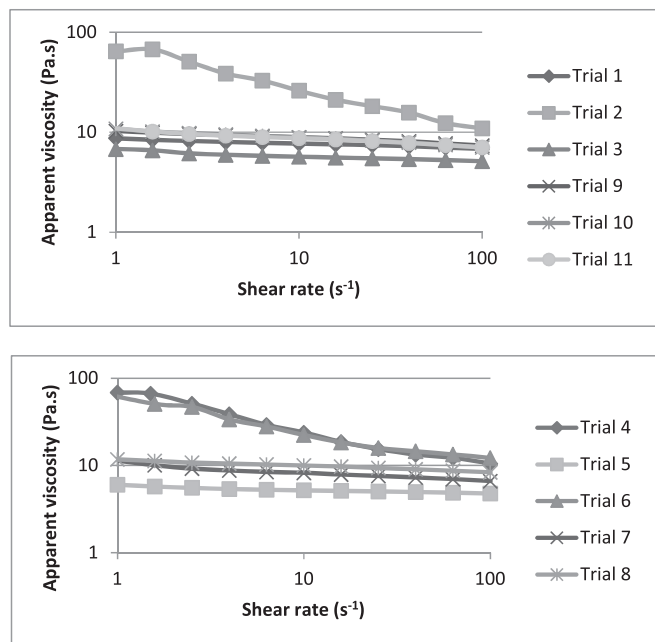 Apparent viscosity (Pa.s)
100
10
1
1 10 100
Shear rate (s⁻¹)
Trial 1
Trial 2
Trial 3
Trial 9
Trial 10
Trial 11
Apparent viscosity (Pa.s)
100
10
1
1 10 100
Shear rate (s⁻¹)
Trial 4
Trial 5
Trial 6
Trial 7
Trial 8